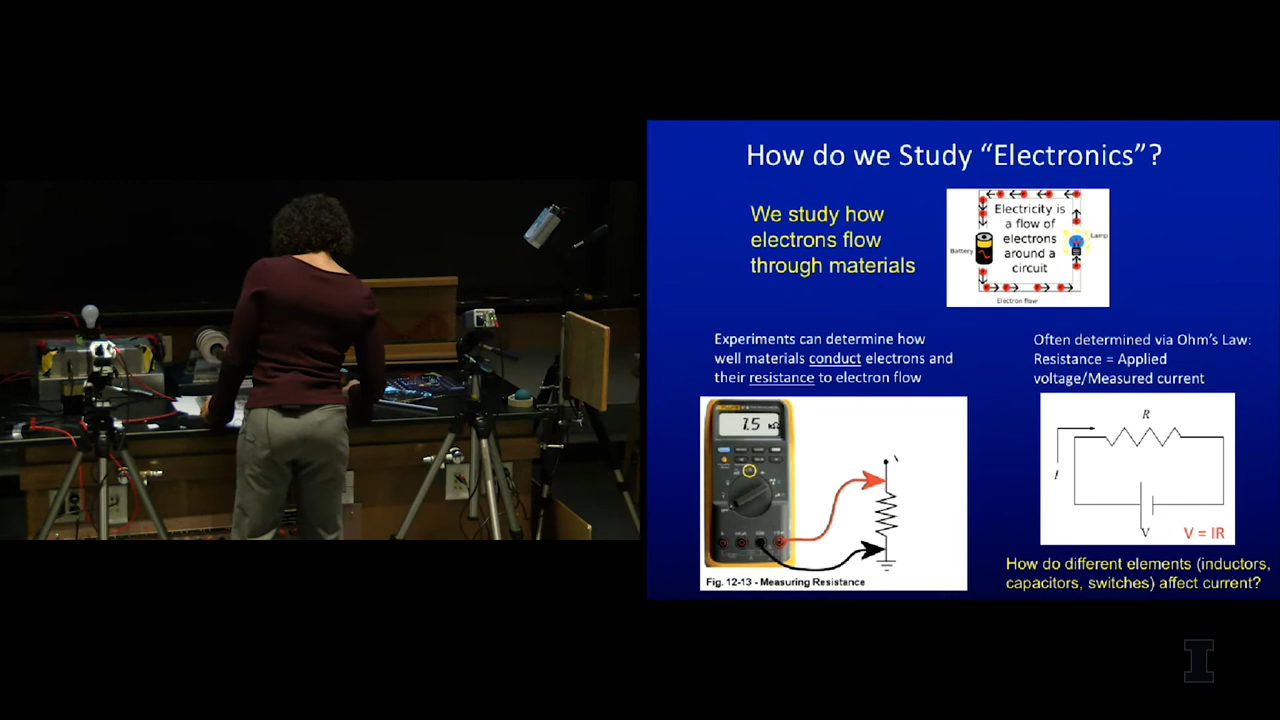 How do we Study “Electronics”?
We study how
electrons flow
through materials
Electricity is
a flow of
electrons
around a
circuit
Battery
Lamp
Electron flow
Experiments can determine how
well materials conduct electrons and
their resistance to electron flow
Often determined via Ohm's Law:
Resistance = Applied
voltage/Measured current
FLUKE
7.5 kΩ
Fig. 12-13 - Measuring Resistance
R
I
V
V = IR
How do different elements (inductors,
capacitors, switches) affect current?
I